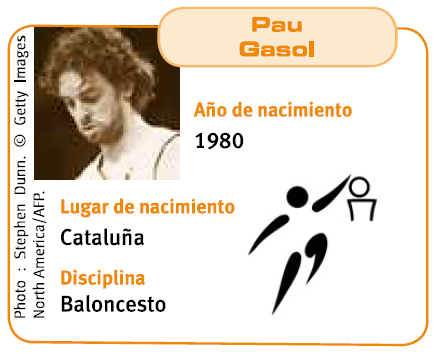 Pau
Gasol
Photo : Stephen Dunn. © Getty Images
North America/AFP.
Año de nacimiento
1980
Lugar de nacimiento
Cataluña
Disciplina
Baloncesto